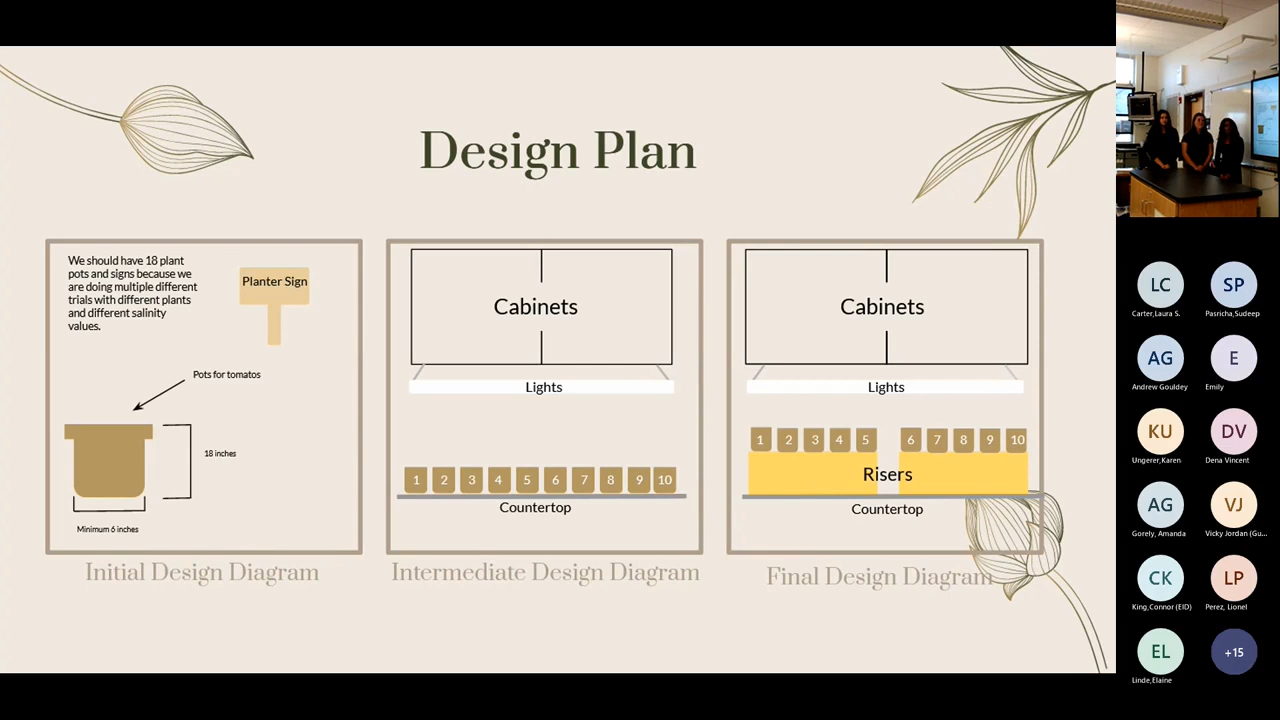 Design Plan
We should have 18 plant
pots and signs because we
are doing multiple different
trials with different plants
and different salinity
values.
Planter Sign
Pots for tomatos
18 inches
Minimum 6 inches
Initial Design Diagram
Cabinets
Lights
1 2 3 4 5 6 7 8 9 10
Countertop
Intermediate Design Diagram
Cabinets
Lights
1 2 3 4 5 6 7 8 9 10
Risers
Countertop
Final Design Diagram
LC SP
Carter,Laura S. Pasricha,Sudeep
AG E
Andrew Gouldey Emily
KU DV
Ungerer,Karen Dena Vincent
AG VJ
Gorely, Amanda Vicky Jordan (Gu...
CK LP
King,Connor (EID) Perez, Lionel
EL +15
Linde,Elaine